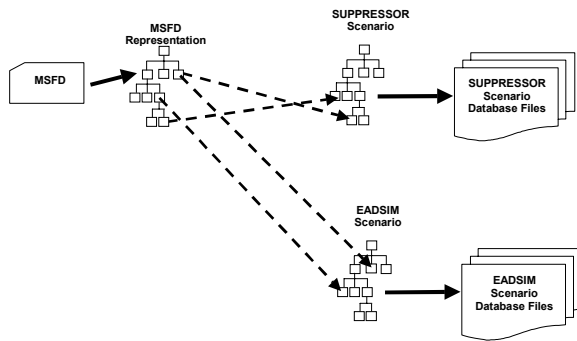 MSFD
MSFD
Representation
SUPPRESSOR
Scenario
SUPPRESSOR
Scenario
Database Files
EADSIM
Scenario
EADSIM
Scenario
Database Files